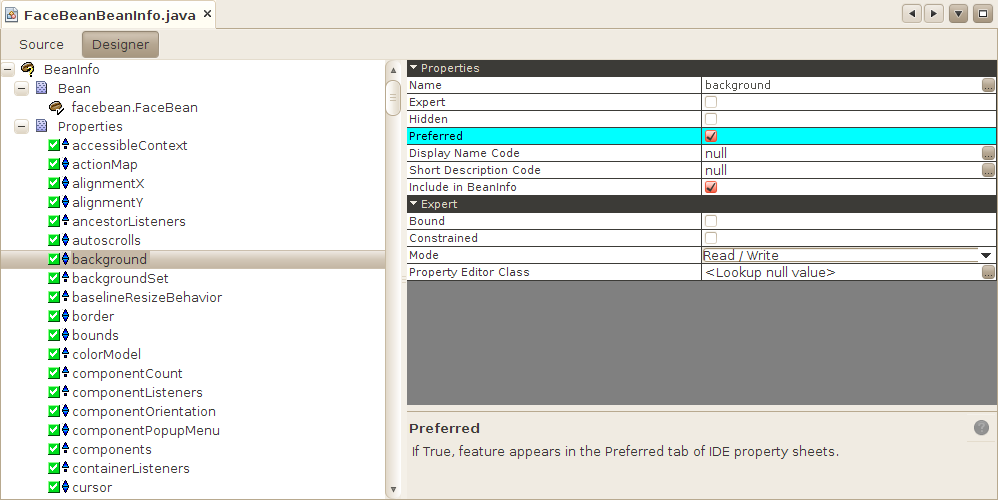 FaceBeanBeanInfo.java
Source Designer
BeanInfo
Bean
facebean.FaceBean
Properties
accessibleContext
actionMap
alignmentX
alignmentY
ancestorListeners
autoscrolls
background
backgroundSet
baselineResizeBehavior
border
bounds
colorModel
componentCount
componentListeners
componentOrientation
componentPopupMenu
components
containerListeners
cursor
Properties
Name background ...
Expert
Hidden
Preferred
Display Name Code null ...
Short Description Code null ...
Include in BeanInfo
Expert
Bound
Constrained
Mode Read / Write
Property Editor Class <Lookup null value> ...
Preferred ?
If True, feature appears in the Preferred tab of IDE property sheets.